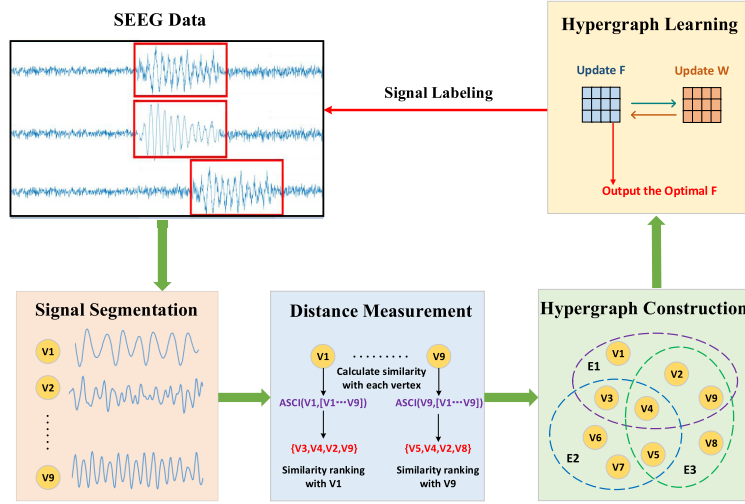 SEEG Data
Hypergraph Learning
Update F
Update W
Signal Labeling
Output the Optimal F
Signal Segmentation
V1
V2
V9
Distance Measurement
V1 ......... V9
Calculate similarity
with each vertex
ASCI(V1,[V1···V9])
ASCI(V9,[V1···V9])
{V3,V4,V2,V9}
{V5,V4,V2,V8}
Similarity ranking
with V1
Similarity ranking
with V9
Hypergraph Construction
E1
V1
V2
V3
V4
V9
V6
V5
V8
E2
V7
E3